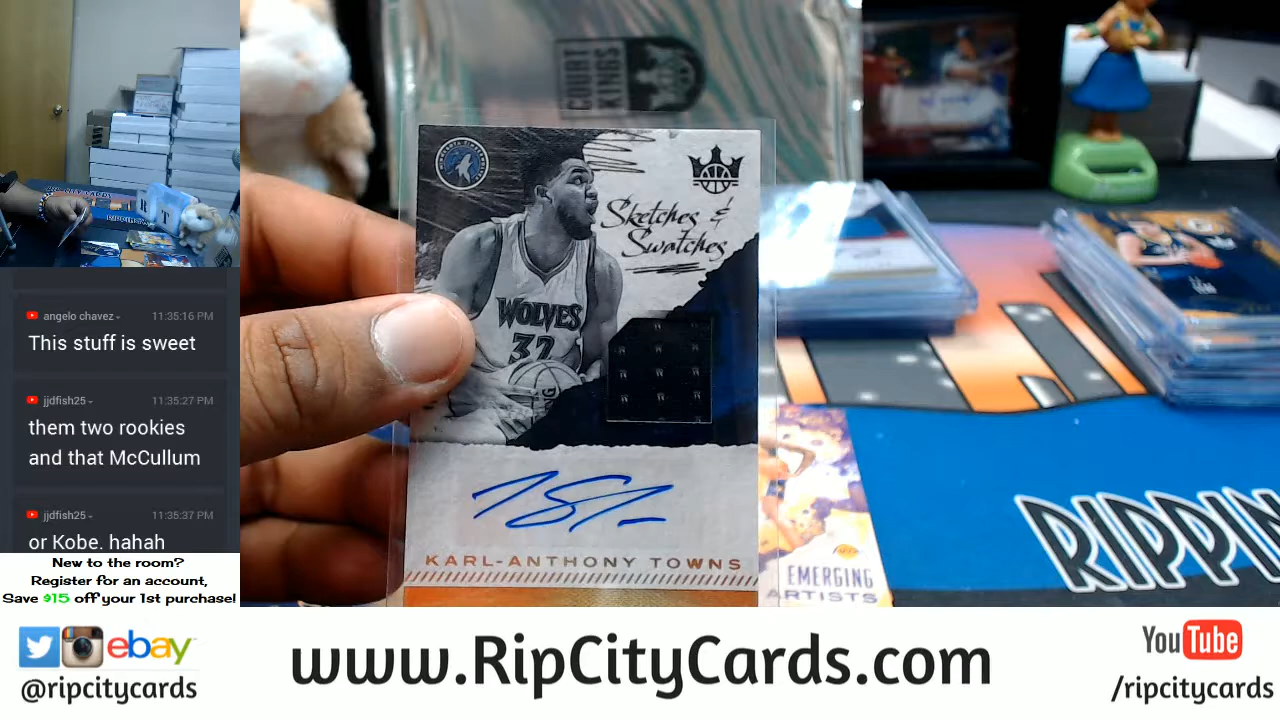 angelo chavez
11:35:16 PM
This stuff is sweet
jjdfish25
11:35:27 PM
them two rookies
and that McCullum
jjdfish25
11:35:37 PM
or Kobe. hahah
New to the room?
Register for an account,
Save $15 off your 1st purchase!
COURT
KINGS
Sketches &
Swatches
WOLVES
32
KARL-ANTHONY TOWNS
EMERGING
ARTISTS
RIPPIN
ebay
@ripcitycards
www.RipCityCards.com
YouTube
/ripcitycards